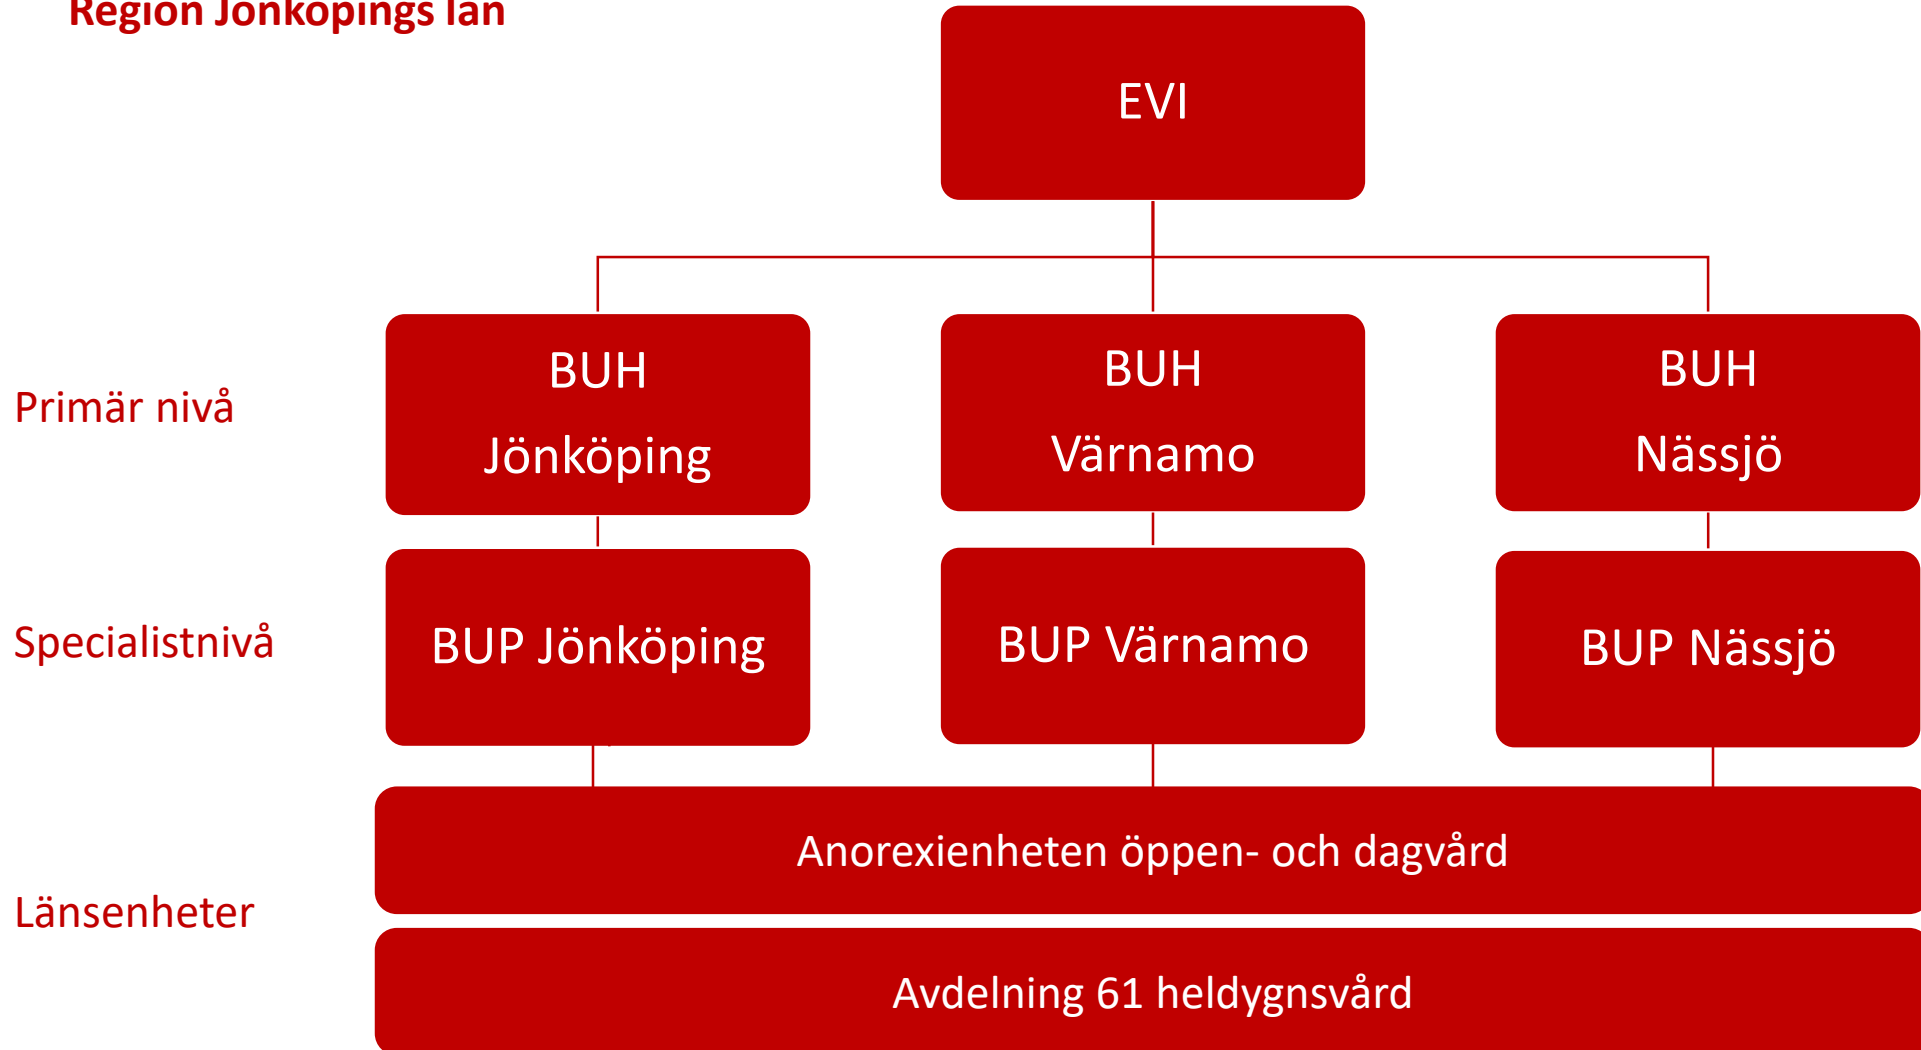 Region Jönköpings län
EVI
Primär nivå
BUH
Jönköping
BUH
Värnamo
BUH
Nässjö
Specialistnivå
BUP Jönköping
BUP Värnamo
BUP Nässjö
Länsenheter
Anorexienheten öppen- och dagvård
Avdelning 61 heldygnsvård